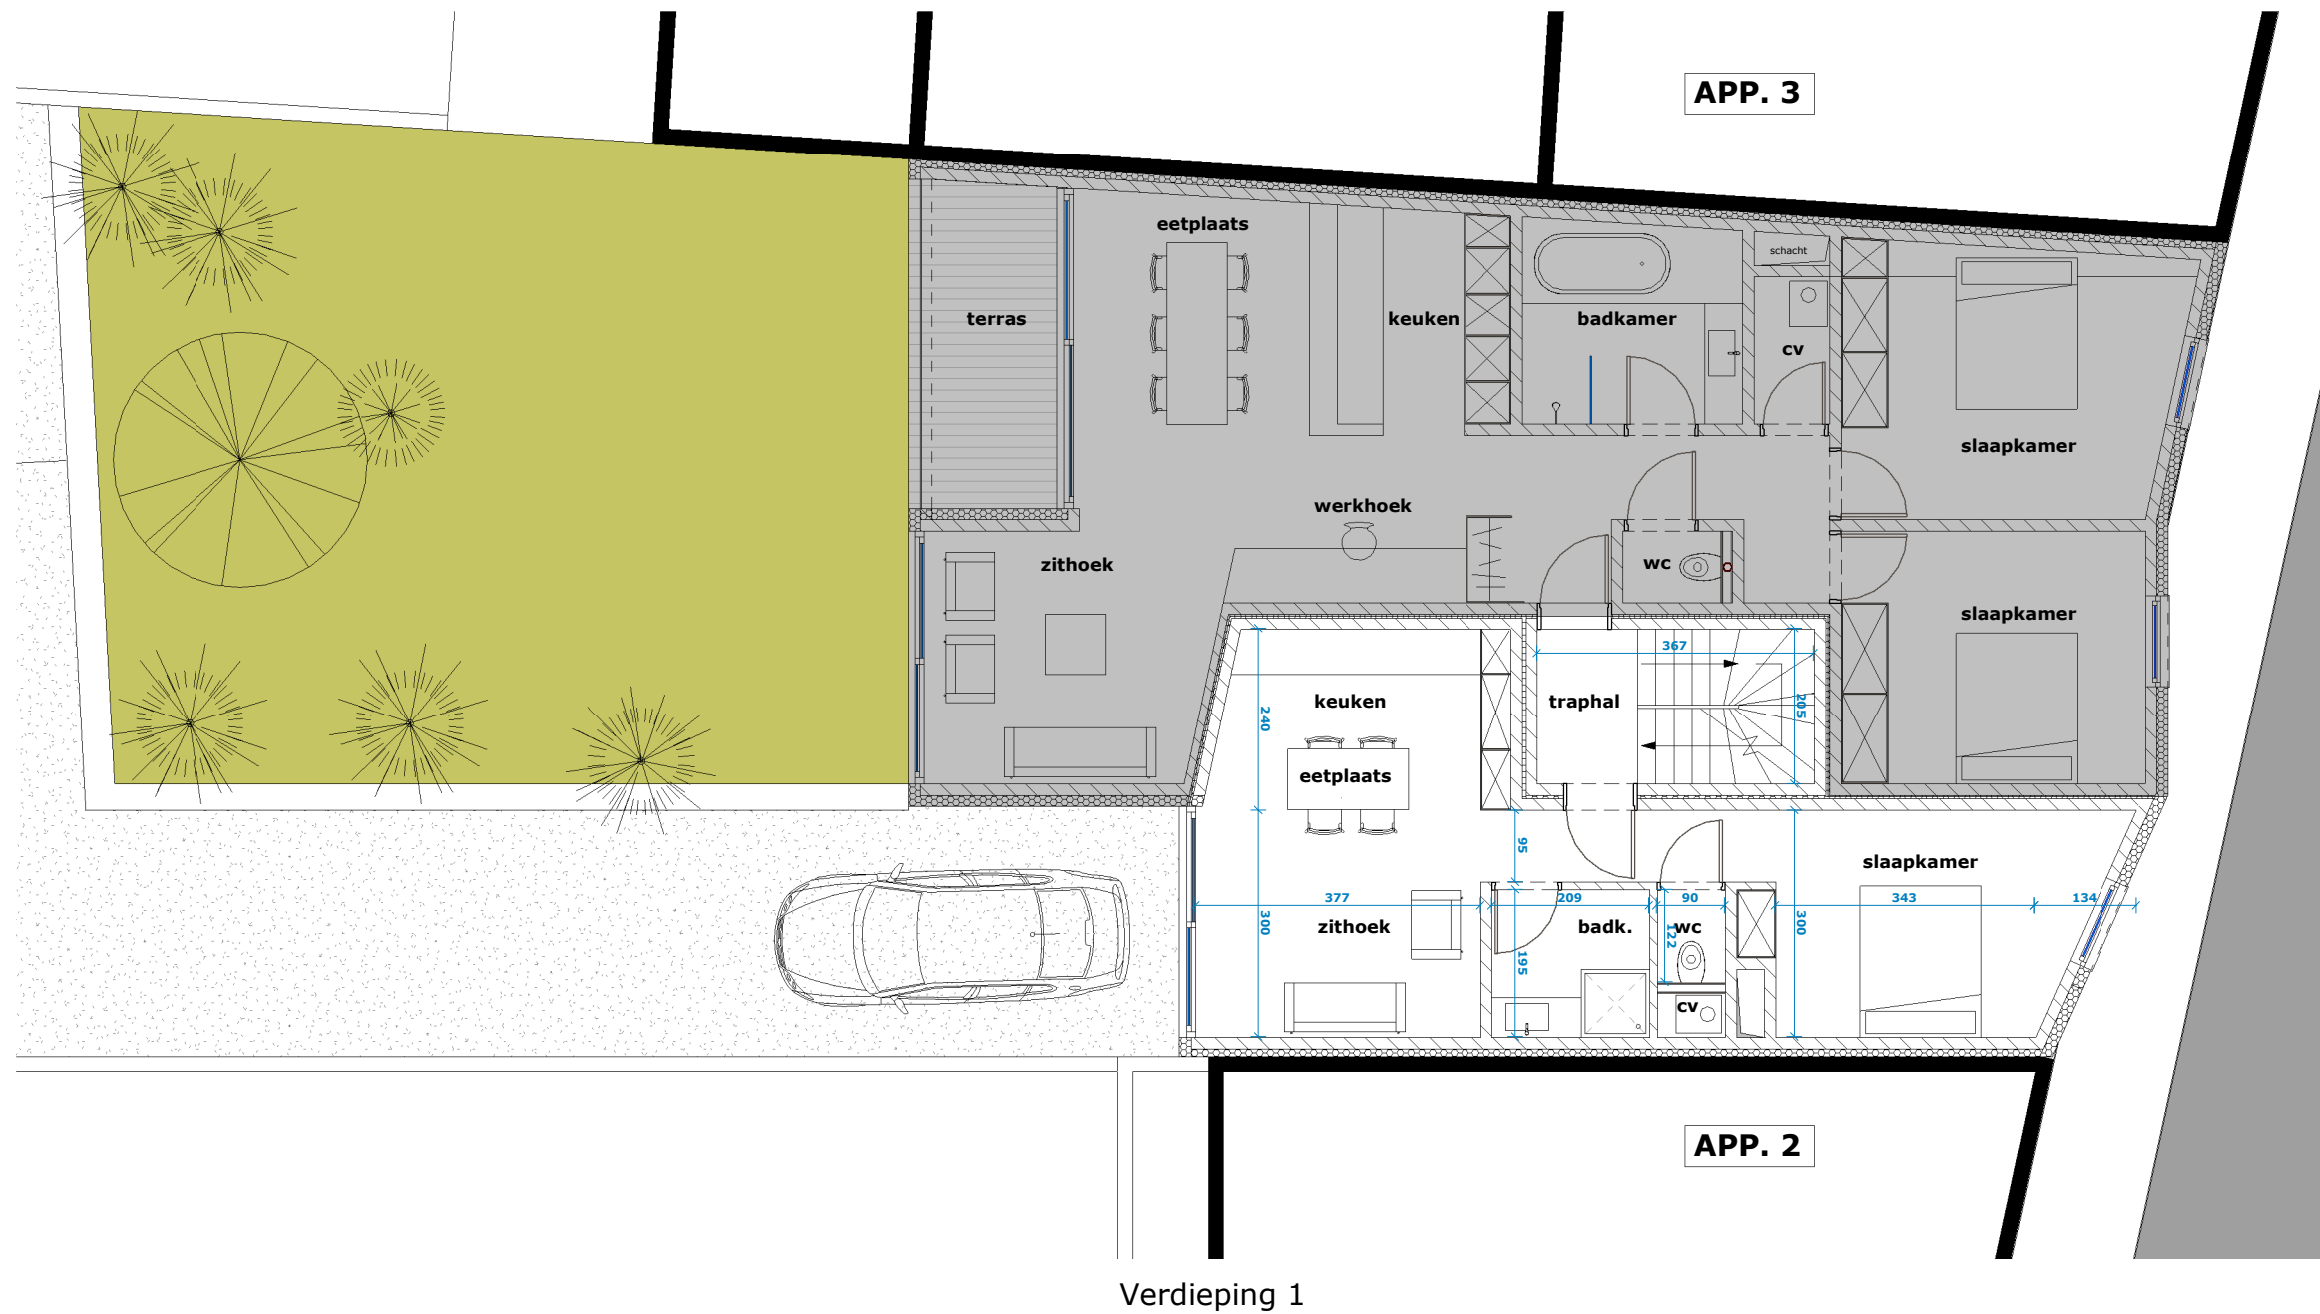 APP. 3
eetplaats
schacht
terras
keuken
badkamer
cv
slaapkamer
werkhoek
zithoek
wc
slaapkamer
367
keuken
traphal
240
205
eetplaats
95
slaapkamer
377
209
90
343
134
300
zithoek
badk.
122
wc
300
195
cv
APP. 2
Verdieping 1